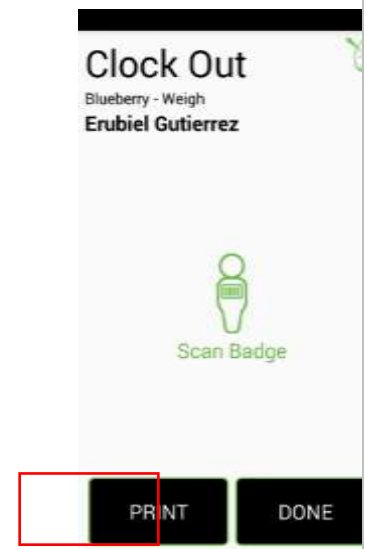 Clock Out
Blueberry - Weigh
Erubiel Gutierrez
Scan Badge
PRINT
DONE